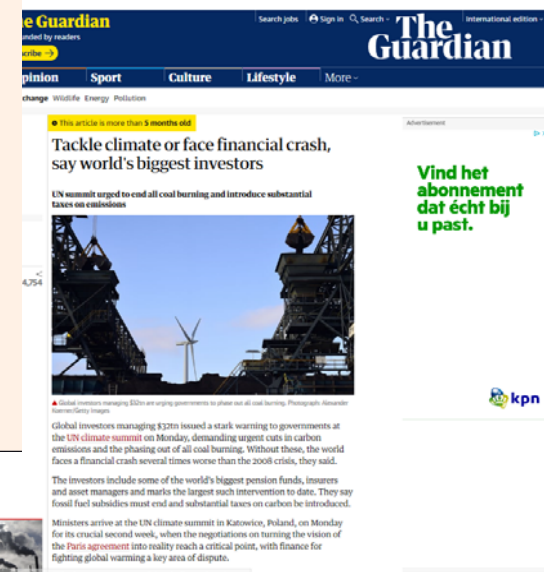 e Guardian
nded by readers
cribe →
Search jobs
Sign in
Search
The
Guardian
International edition
pinion
Sport
Culture
Lifestyle
More
change Wildlife Energy Pollution
This article is more than 5 months old
Advertisement
Tackle climate or face financial crash,
say world's biggest investors
UN summit urged to end all coal burning and introduce substantial
taxes on emissions
4,754
Global investors managing $32tn are urging governments to phase out all coal burning. Photograph: Alexander
Koerner/Getty Images
Global investors managing $32tn issued a stark warning to governments at
the UN climate summit on Monday, demanding urgent cuts in carbon
emissions and the phasing out of all coal burning. Without these, the world
faces a financial crash several times worse than the 2008 crisis, they said.
The investors include some of the world's biggest pension funds, insurers
and asset managers and marks the largest such intervention to date. They say
fossil fuel subsidies must end and substantial taxes on carbon be introduced.
Ministers arrive at the UN climate summit in Katowice, Poland, on Monday
for its crucial second week, when the negotiations on turning the vision of
the Paris agreement into reality reach a critical point, with finance for
fighting global warming a key area of dispute.
Vind het
abonnement
dat écht bij
u past.
kpn